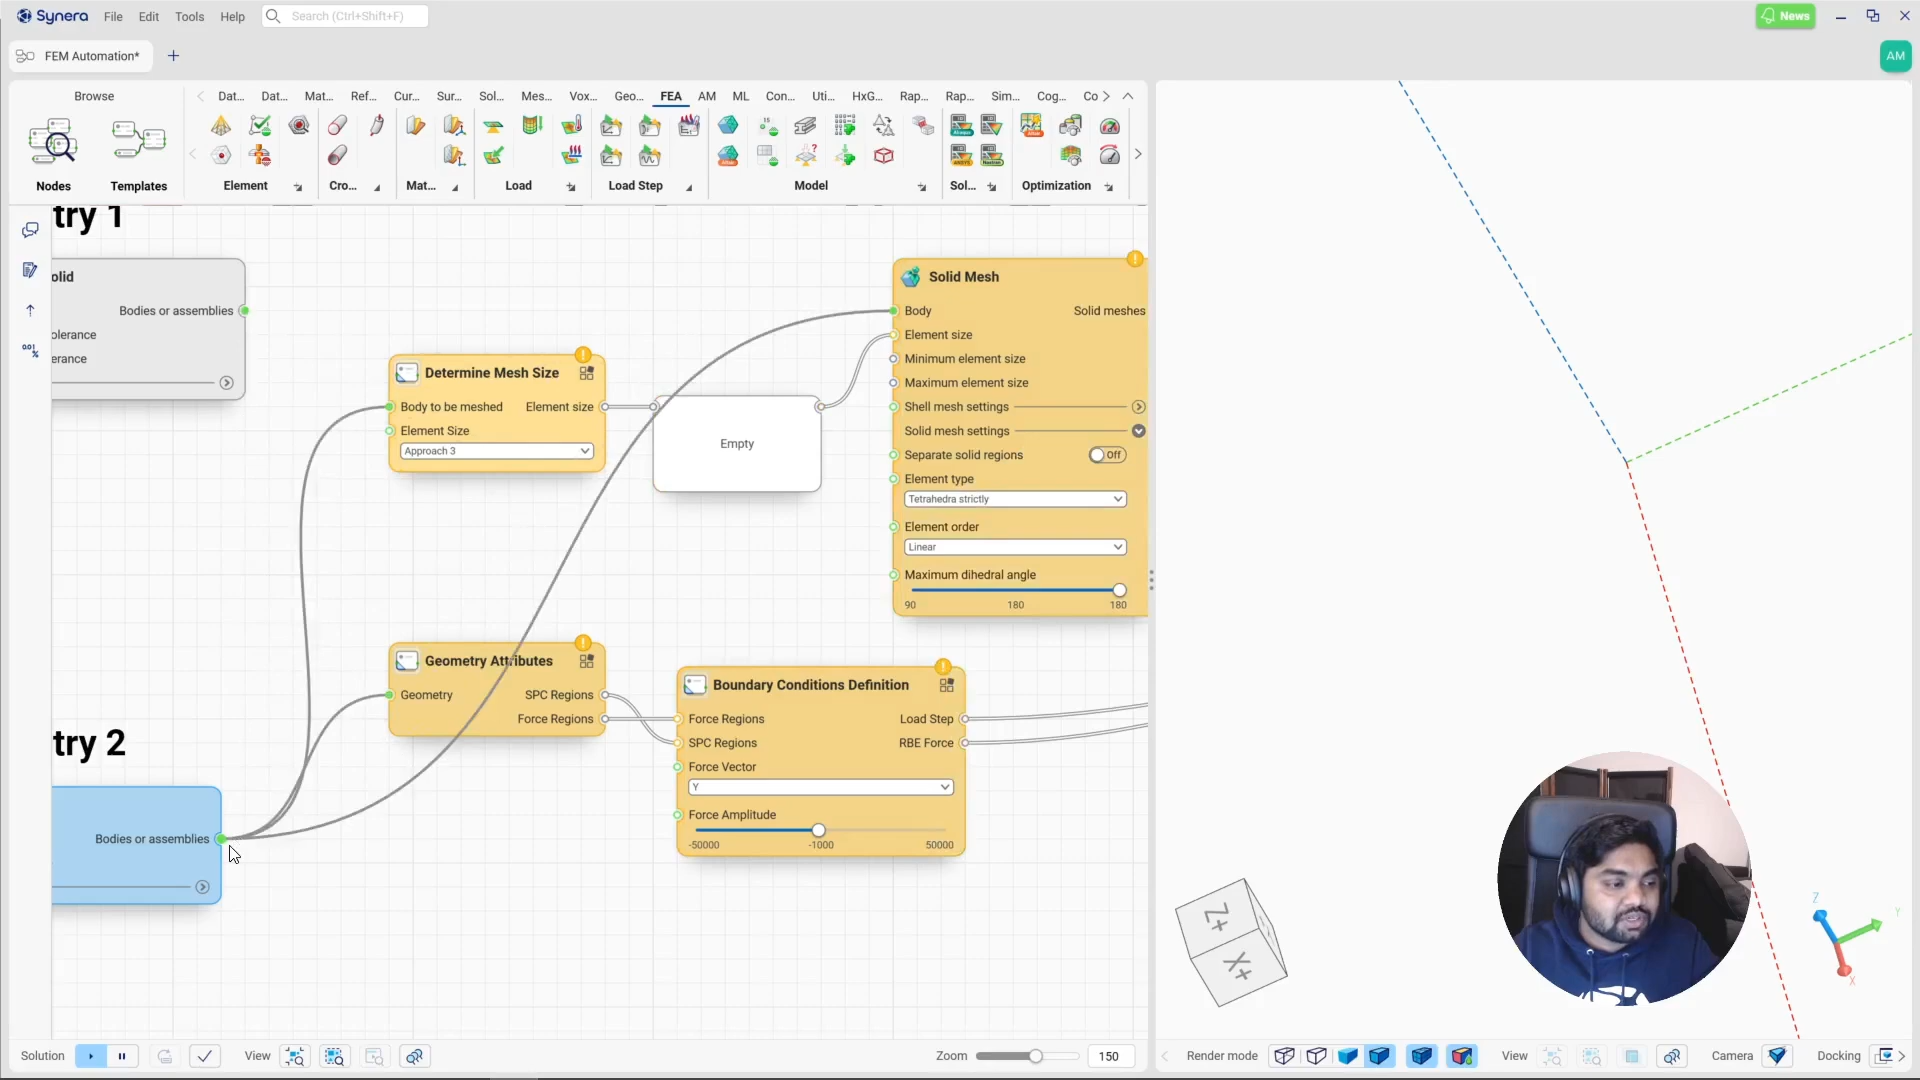 Synera File Edit Tools Help Search (Ctrl+Shift+F) News
FEM Automation* + AM
Browse Dat... Dat... Mat... Ref... Cur... Sur... Sol... Mes... Vox... Geo... FEA AM ML Con... Uti... HxG... Rap... Rap... Sim... Cog... Co
Nodes Templates Element Cro... Mat... Load Load Step Model Sol... Optimization
try 1
olid
Bodies or assemblies
olerance
erance
Determine Mesh Size
Body to be meshed Element size
Element Size
Approach 3
Empty
Solid Mesh
Body Solid meshes
Element size
Minimum element size
Maximum element size
Shell mesh settings
Solid mesh settings
Separate solid regions Off
Element type
Tetrahedra strictly
Element order
Linear
Maximum dihedral angle
90 180 180
Geometry Attributes
Geometry SPC Regions
Force Regions
try 2
Bodies or assemblies
Boundary Conditions Definition
Force Regions Load Step
SPC Regions RBE Force
Force Vector
Y
Force Amplitude
-50000 -1000 50000
Z+
X+
Z
Y
X
Solution View Zoom 150 Render mode View Camera Docking